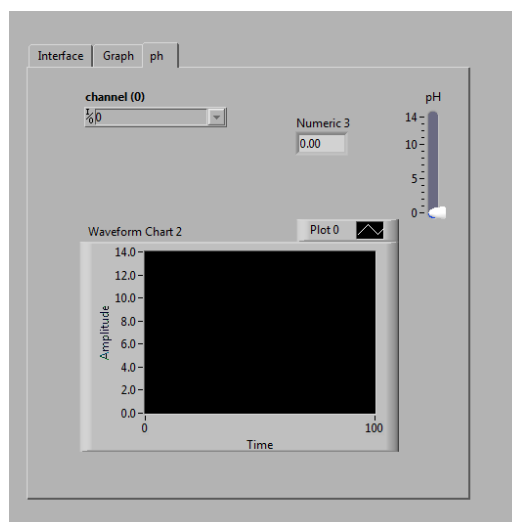 Interface Graph ph
channel (0)
I/O 0
pH
Numeric 3
0.00
14
10
5
0
Waveform Chart 2
Plot 0
14.0
12.0
10.0
8.0
6.0
4.0
2.0
0.0
Amplitude
0
100
Time